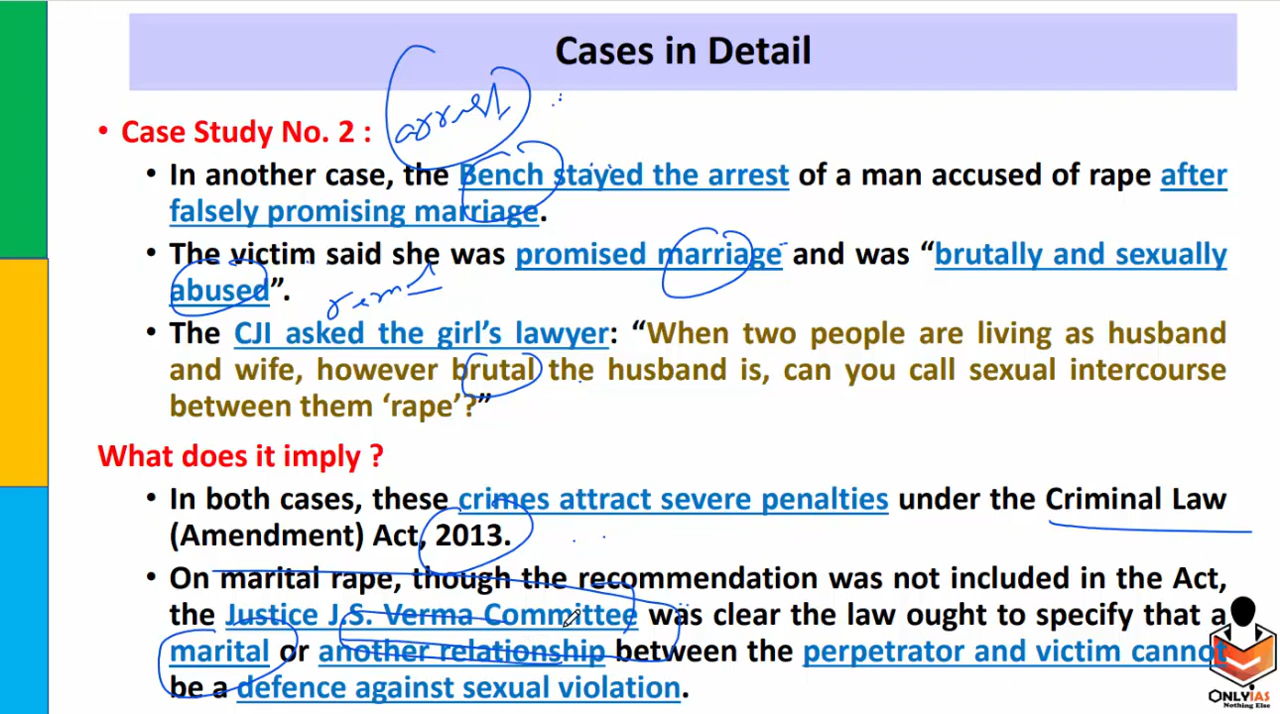 Cases in Detail
arrest
• Case Study No. 2 :
• In another case, the Bench stayed the arrest of a man accused of rape after
falsely promising marriage.
• The victim said she was promised marriage and was “brutally and sexually
abused”.
• The CJI asked the girl’s lawyer: “When two people are living as husband
and wife, however brutal the husband is, can you call sexual intercourse
between them ‘rape’?”
What does it imply ?
• In both cases, these crimes attract severe penalties under the Criminal Law
(Amendment) Act, 2013.
• On marital rape, though the recommendation was not included in the Act,
the Justice J.S. Verma Committee was clear the law ought to specify that a
marital or another relationship between the perpetrator and victim cannot
be a defence against sexual violation.
ONLYIAS
Nothing Else